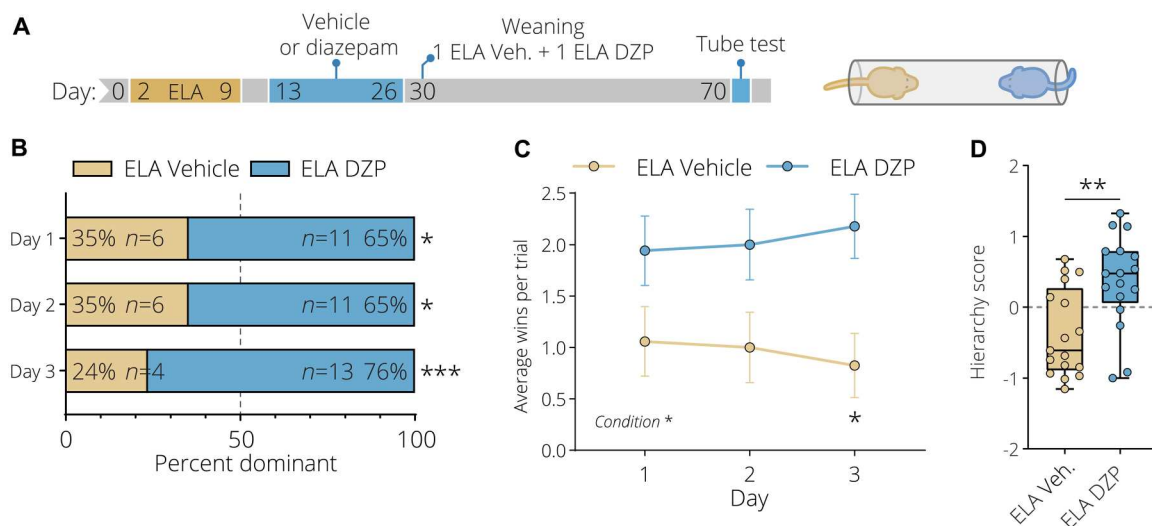 A
Vehicle
or diazepam
Weaning
1 ELA Veh. + 1 ELA DZP
Tube test
Day: 0 2 ELA 9 13 26 30 70
B
ELA Vehicle ELA DZP
Day 1 35% n=6 n=11 65% *
Day 2 35% n=6 n=11 65% *
Day 3 24% n=4 n=13 76% ***
0 50 100
Percent dominant
C
ELA Vehicle ELA DZP
Average wins per trial
2.5
2.0
1.5
1.0
0.5
0.0
Condition *
*
1 2 3
Day
D
Hierarchy score
2
1
0
-1
-2
**
ELA Veh.
ELA DZP